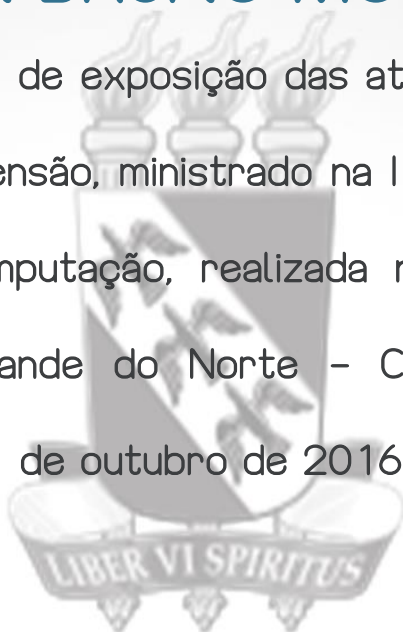 de exposição das at
ensão, ministrado na I
mputação, realizada
ande do Norte – C
de outubro de 2016
LIBER VI SPIRITUS